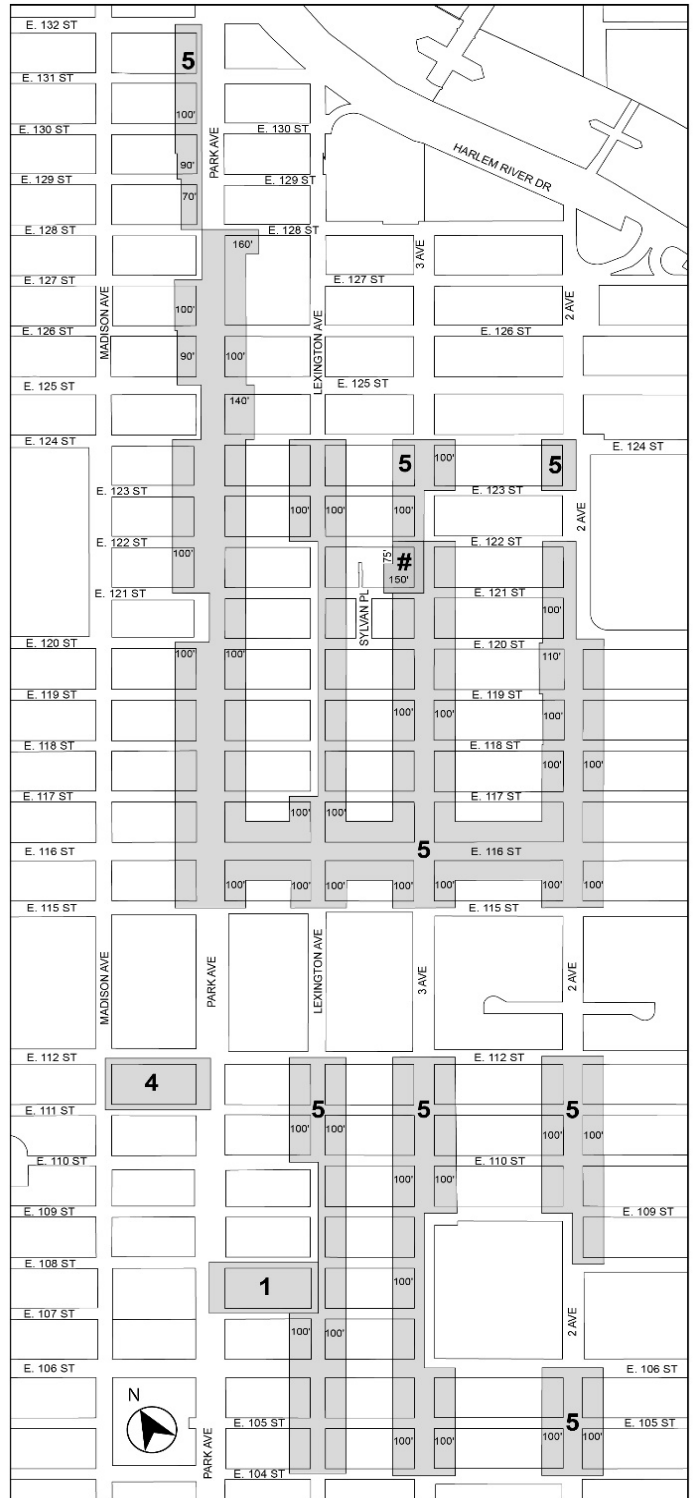 E. 132 ST
5
E. 131 ST
100'
E. 130 ST
E. 130 ST
PARK AVE
HARLEM RIVER DR
90'
E. 129 ST
E. 129 ST
70'
E. 128 ST
E. 128 ST
160'
3 AVE
E. 127 ST
E. 127 ST
MADISON AVE
100'
LEXINGTON AVE
2 AVE
E. 126 ST
E. 126 ST
90'
100'
E. 125 ST
E. 125 ST
140'
E. 124 ST
E. 124 ST
5
100'
5
E. 123 ST
E. 123 ST
100'
100'
100'
2 AVE
E. 122 ST
E. 122 ST
100'
75'
#
150'
E. 121 ST
E. 121 ST
SYLVAN PL
100'
E. 120 ST
E. 120 ST
100'
100'
110'
E. 119 ST
E. 119 ST
100'
100'
100'
E. 118 ST
E. 118 ST
100'
100'
E. 117 ST
E. 117 ST
100'
100'
E. 116 ST
5
E. 116 ST
100'
100'
100'
100'
100'
100'
100'
E. 115 ST
E. 115 ST
MADISON AVE
PARK AVE
LEXINGTON AVE
3 AVE
2 AVE
E. 112 ST
E. 112 ST
4
E. 111 ST
5
5
5
100'
100'
100'
100'
E. 110 ST
E. 110 ST
100'
100'
E. 109 ST
E. 109 ST
E. 108 ST
1
100'
E. 107 ST
100'
100'
2 AVE
E. 106 ST
E. 106 ST
N
E. 105 ST
5
E. 105 ST
PARK AVE
100'
100'
100'
100'
E. 104 ST